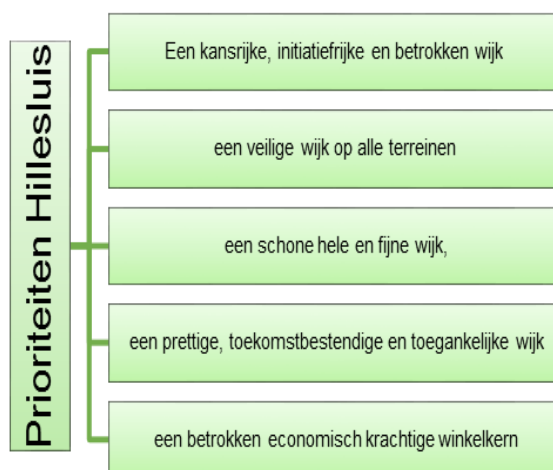 Prioriteiten Hillesluis
Een kansrijke, initiatiefrijke en betrokken wijk
een veilige wijk op alle terreinen
een schone hele en fijne wijk,
een prettige, toekomstbestendige en toegankelijke wijk
een betrokken economisch krachtige winkelkern